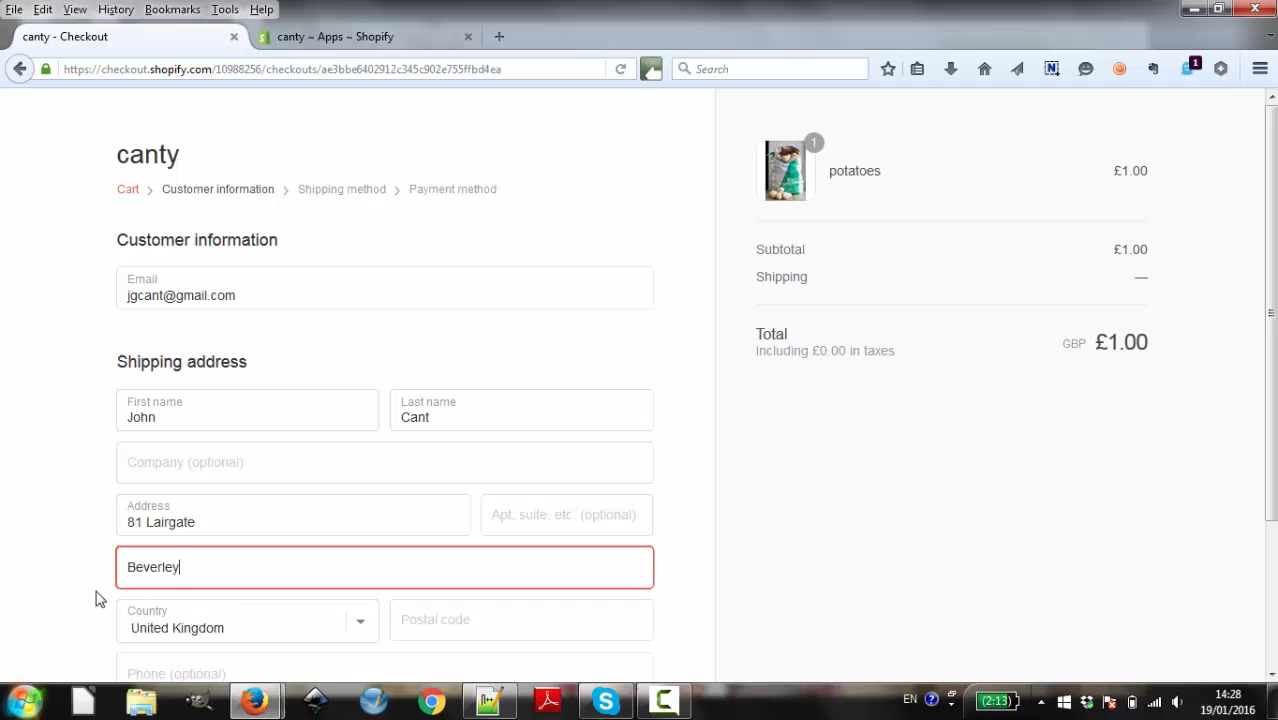 File Edit View History Bookmarks Tools Help
canty - Checkout
canty ~ Apps ~ Shopify
https://checkout.shopify.com/10988256/checkouts/ae3bbe6402912c345c902e755ffbd4ea
Search
1
canty
Cart > Customer information > Shipping method > Payment method
Customer information
Email
jgcant@gmail.com
Shipping address
First name
John
Last name
Cant
Company (optional)
Address
81 Lairgate
Apt, suite, etc. (optional)
Beverley
Country
United Kingdom
Postal code
Phone (optional)
1
potatoes £1.00
Subtotal £1.00
Shipping —
Total
Including £0.00 in taxes
GBP £1.00
EN
(2:13)
14:28
19/01/2016